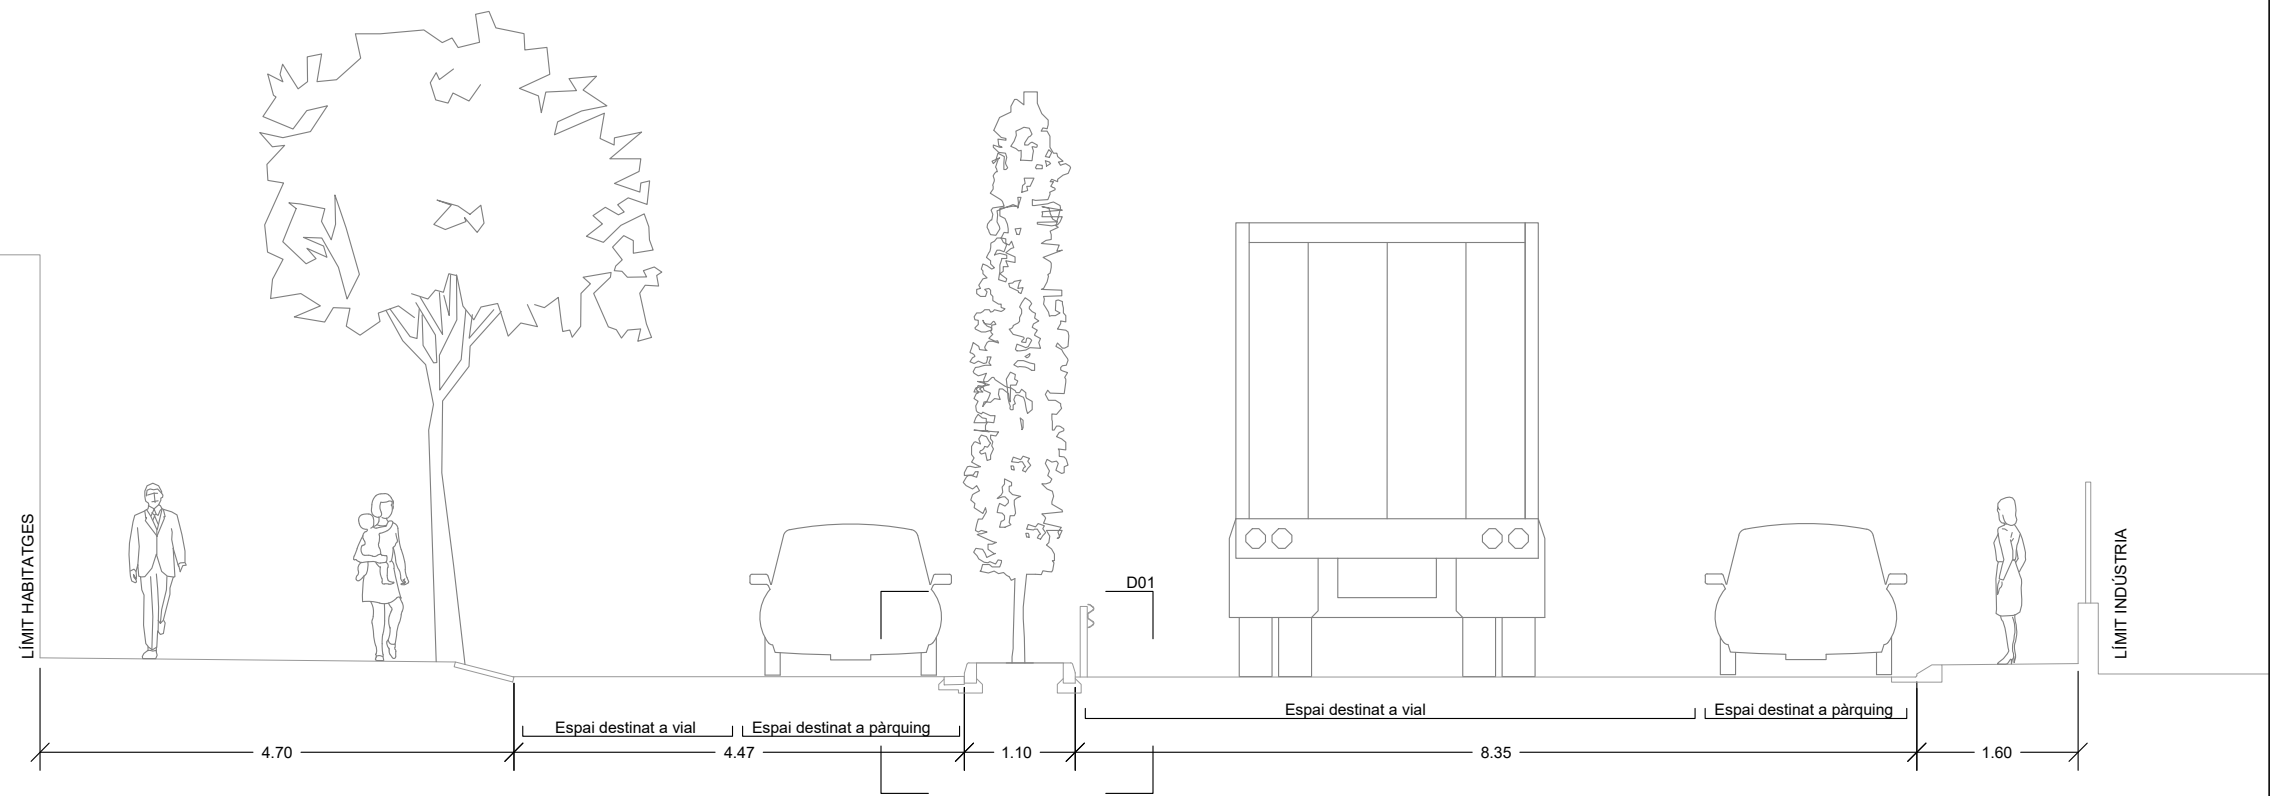 LÍMIT HABITATGES
D01
LÍMIT INDÚSTRIA
Espai destinat a vial
Espai destinat a pàrquing
Espai destinat a vial
Espai destinat a pàrquing
4.70
4.47
1.10
8.35
1.60